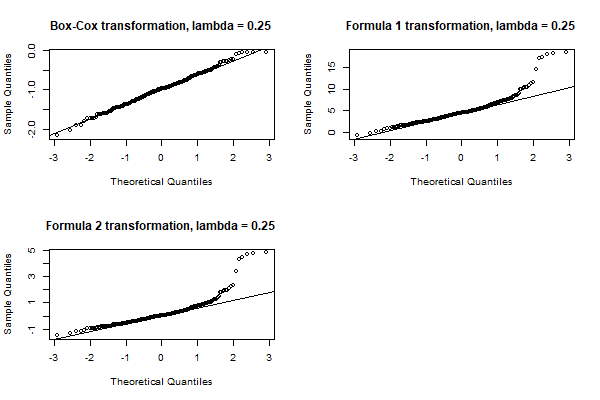 Box-Cox transformation, lambda = 0.25
Sample Quantiles
0.0
-1.0
-2.0
-3 -2 -1 0 1 2 3
Theoretical Quantiles
Formula 1 transformation, lambda = 0.25
Sample Quantiles
15
10
5
0
-3 -2 -1 0 1 2 3
Theoretical Quantiles
Formula 2 transformation, lambda = 0.25
Sample Quantiles
5
3
1
-1
-3 -2 -1 0 1 2 3
Theoretical Quantiles